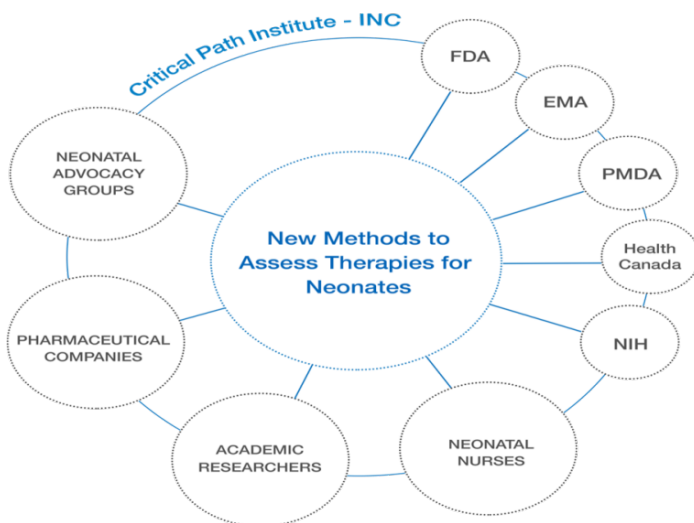 Critical Path Institute - INC
FDA
EMA
PMDA
Health
Canada
NIH
NEONATAL
NURSES
ACADEMIC
RESEARCHERS
PHARMACEUTICAL
COMPANIES
NEONATAL
ADVOCACY
GROUPS
New Methods to
Assess Therapies for
Neonates